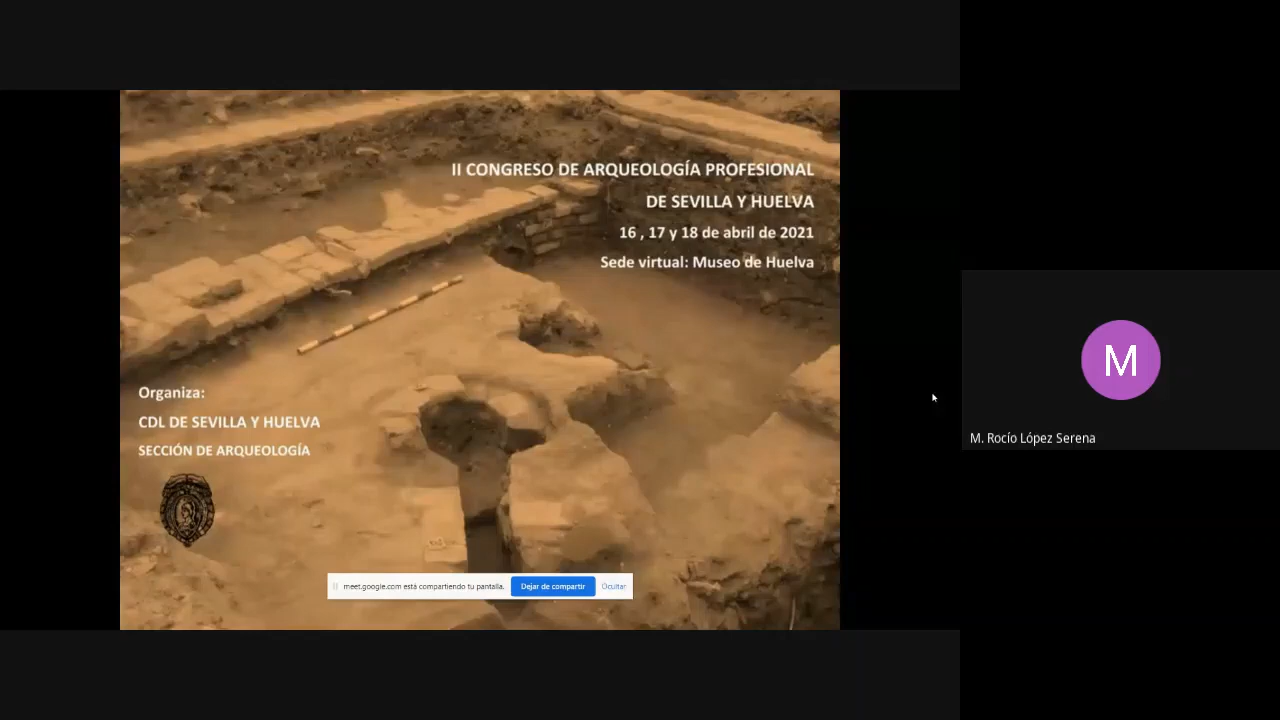 II CONGRESO DE ARQUEOLOGÍA PROFESIONAL
DE SEVILLA Y HUELVA
16 , 17 y 18 de abril de 2021
Sede virtual: Museo de Huelva
Organiza:
CDL DE SEVILLA Y HUELVA
SECCIÓN DE ARQUEOLOGÍA
meet.google.com está compartiendo tu pantalla.
Dejar de compartir
Ocultar
M
M. Rocío López Serena